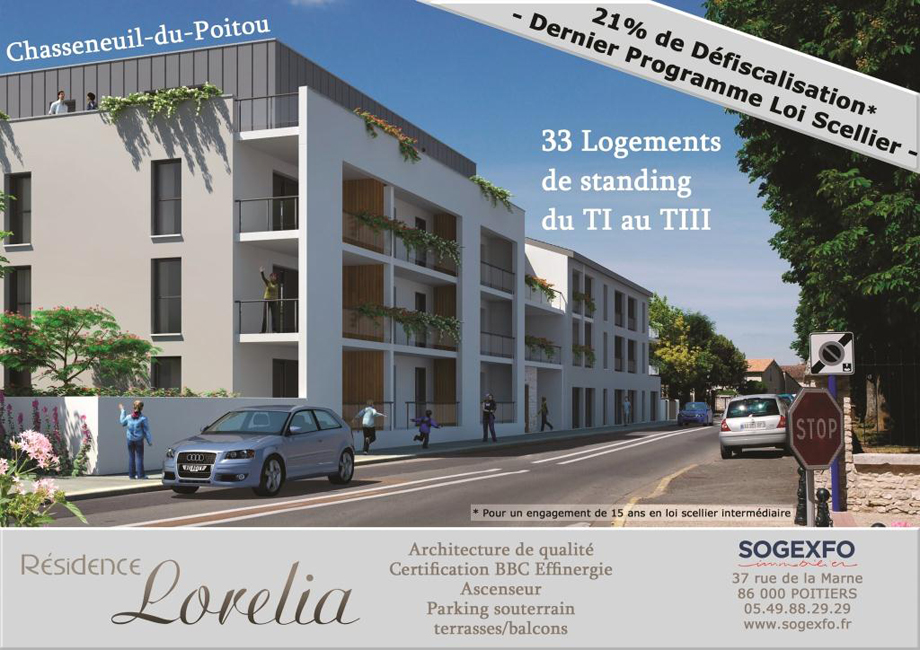 Chasseneuil-du-Poitou
21% de Défiscalisation*
- Dernier Programme Loi Scellier -
33 Logements
de standing
du TI au TIII
STOP
* Pour un engagement de 15 ans en loi scellier intermédiaire
Résidence
Lorelia
Architecture de qualité
Certification BBC Effinergie
Ascenseur
Parking souterrain
terrasses/balcons
SOGEXFO
immobilier
37 rue de la Marne
86 000 POITIERS
05.49.88.29.29
www.sogexfo.fr